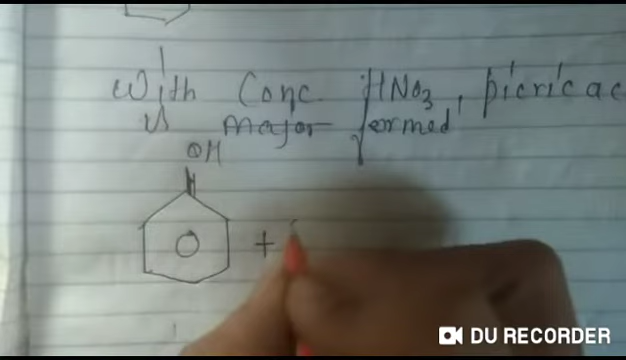 With Conc HNO3, picric ac
is major formed
OH
+
DU RECORDER